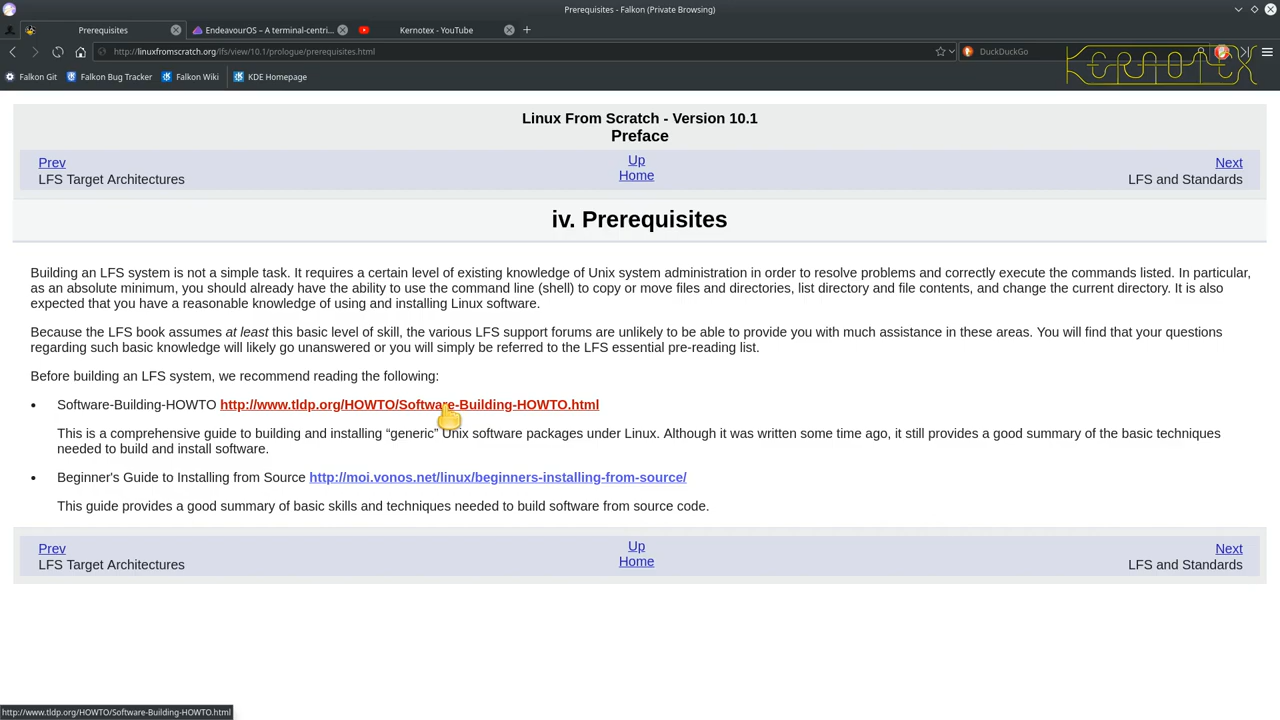 Prerequisites - Falkon (Private Browsing)
Prerequisites
EndeavourOS – A terminal-centri...
Kernotex - YouTube
http://linuxfromscratch.org/lfs/view/10.1/prologue/prerequisites.html
DuckDuckGo
KERNOTEX
Falkon Git
Falkon Bug Tracker
Falkon Wiki
KDE Homepage
Linux From Scratch - Version 10.1
Preface
Prev
Up
Next
LFS Target Architectures
Home
LFS and Standards
iv. Prerequisites
Building an LFS system is not a simple task. It requires a certain level of existing knowledge of Unix system administration in order to resolve problems and correctly execute the commands listed. In particular,
as an absolute minimum, you should already have the ability to use the command line (shell) to copy or move files and directories, list directory and file contents, and change the current directory. It is also
expected that you have a reasonable knowledge of using and installing Linux software.
Because the LFS book assumes at least this basic level of skill, the various LFS support forums are unlikely to be able to provide you with much assistance in these areas. You will find that your questions
regarding such basic knowledge will likely go unanswered or you will simply be referred to the LFS essential pre-reading list.
Before building an LFS system, we recommend reading the following:
• Software-Building-HOWTO http://www.tldp.org/HOWTO/Software-Building-HOWTO.html
This is a comprehensive guide to building and installing “generic” Unix software packages under Linux. Although it was written some time ago, it still provides a good summary of the basic techniques
needed to build and install software.
• Beginner's Guide to Installing from Source http://moi.vonos.net/linux/beginners-installing-from-source/
This guide provides a good summary of basic skills and techniques needed to build software from source code.
Prev
Up
Next
LFS Target Architectures
Home
LFS and Standards
http://www.tldp.org/HOWTO/Software-Building-HOWTO.html